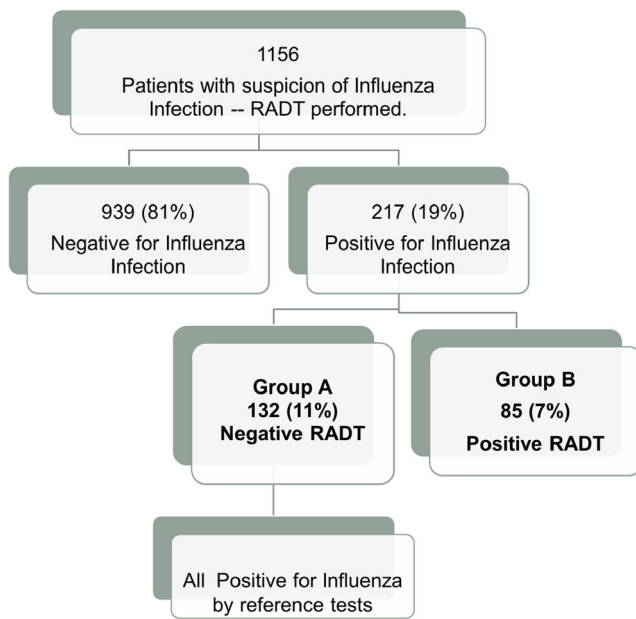 1156
Patients with suspicion of Influenza
Infection -- RADT performed.
939 (81%)
Negative for Influenza
Infection
217 (19%)
Positive for Influenza
Infection
Group A
132 (11%)
Negative RADT
Group B
85 (7%)
Positive RADT
All Positive for Influenza
by reference tests